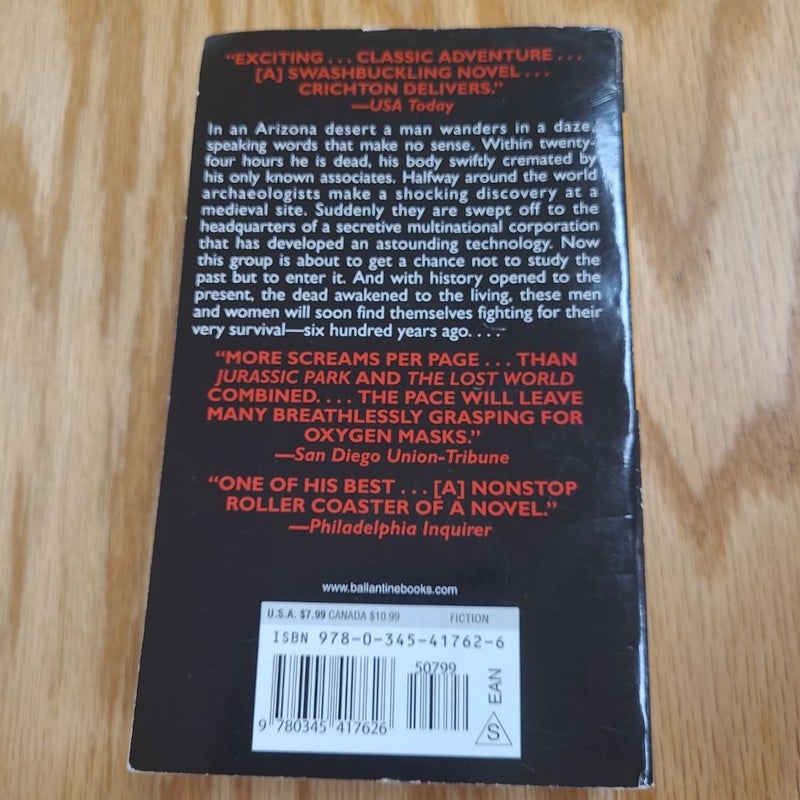 “EXCITING . . . CLASSIC ADVENTURE . . .
[A] SWASHBUCKLING NOVEL . . .
CRICHTON DELIVERS.”
—USA Today
In an Arizona desert a man wanders in a daze,
speaking words that make no sense. Within twenty-
four hours he is dead, his body swiftly cremated by
his only known associates. Halfway around the world
archaeologists make a shocking discovery at a
medieval site. Suddenly they are swept off to the
headquarters of a secretive multinational corporation
that has developed an astounding technology. Now
this group is about to get a chance not to study the
past but to enter it. And with history opened to the
present, the dead awakened to the living, these men
and women will soon find themselves fighting for their
very survival—six hundred years ago. . . .
“MORE SCREAMS PER PAGE . . . THAN
JURASSIC PARK AND THE LOST WORLD
COMBINED. . . . THE PACE WILL LEAVE
MANY BREATHLESSLY GRASPING FOR
OXYGEN MASKS.”
—San Diego Union-Tribune
“ONE OF HIS BEST . . . [A] NONSTOP
ROLLER COASTER OF A NOVEL.”
—Philadelphia Inquirer
www.ballantinebooks.com
U.S.A. $7.99 CANADA $10.99 FICTION
ISBN 978-0-345-41762-6
50799
9 780345 417626
S EAN